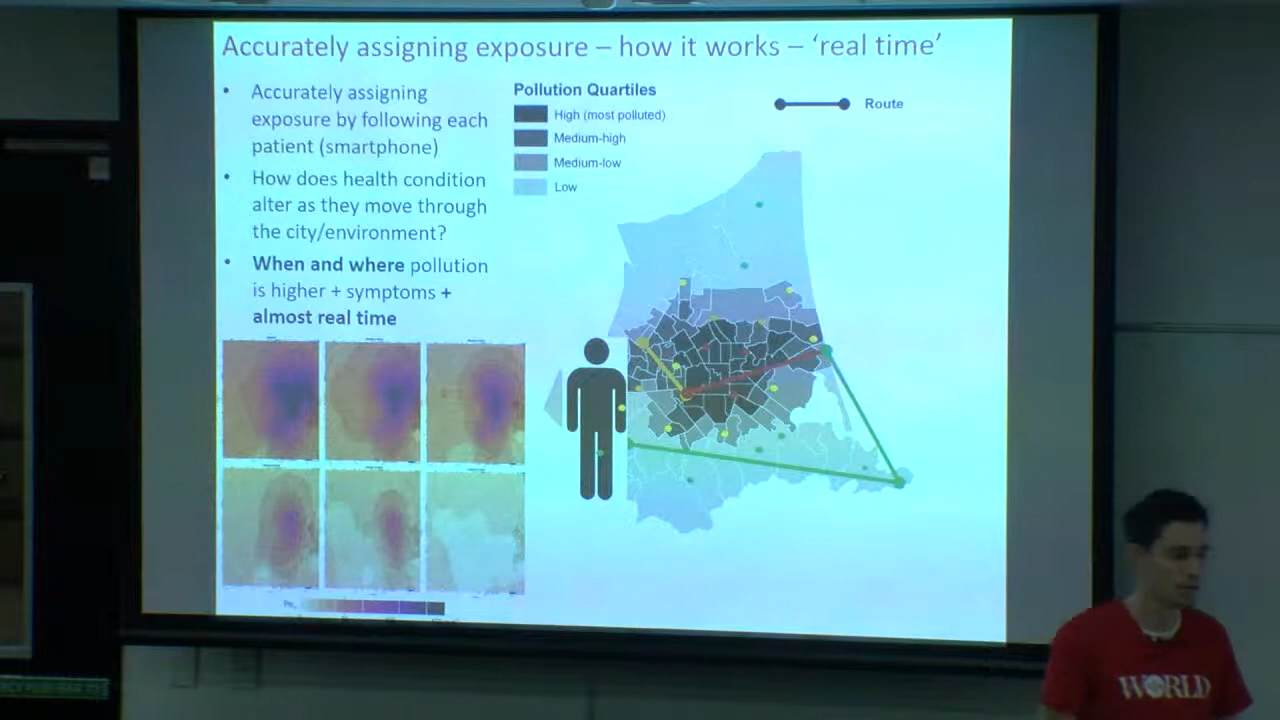 Accurately assigning exposure – how it works – ‘real time’
• Accurately assigning
exposure by following each
patient (smartphone)
• How does health condition
alter as they move through
the city/environment?
• When and where pollution
is higher + symptoms +
almost real time
Pollution Quartiles
High (most polluted)
Medium-high
Medium-low
Low
Route
WORLD